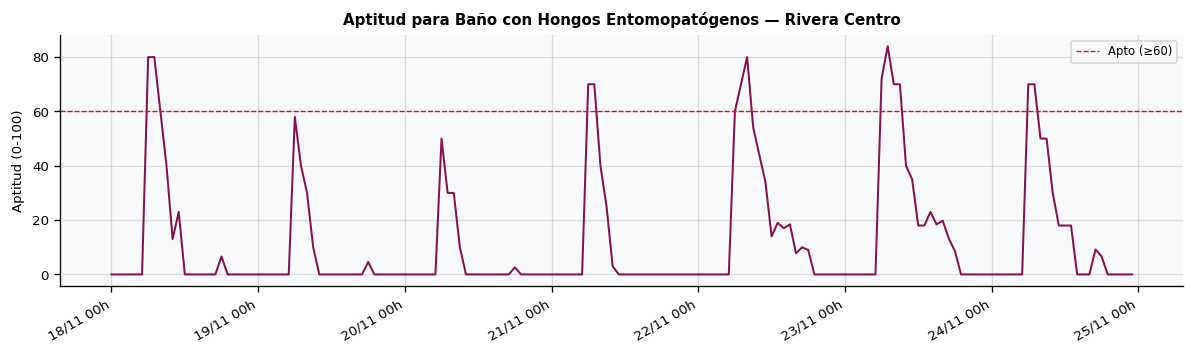 Aptitud para Baño con Hongos Entomopatógenos — Rivera Centro
Apto (≥60)
Aptitud (0-100)
80
60
40
20
0
18/11 00h
19/11 00h
20/11 00h
21/11 00h
22/11 00h
23/11 00h
24/11 00h
25/11 00h